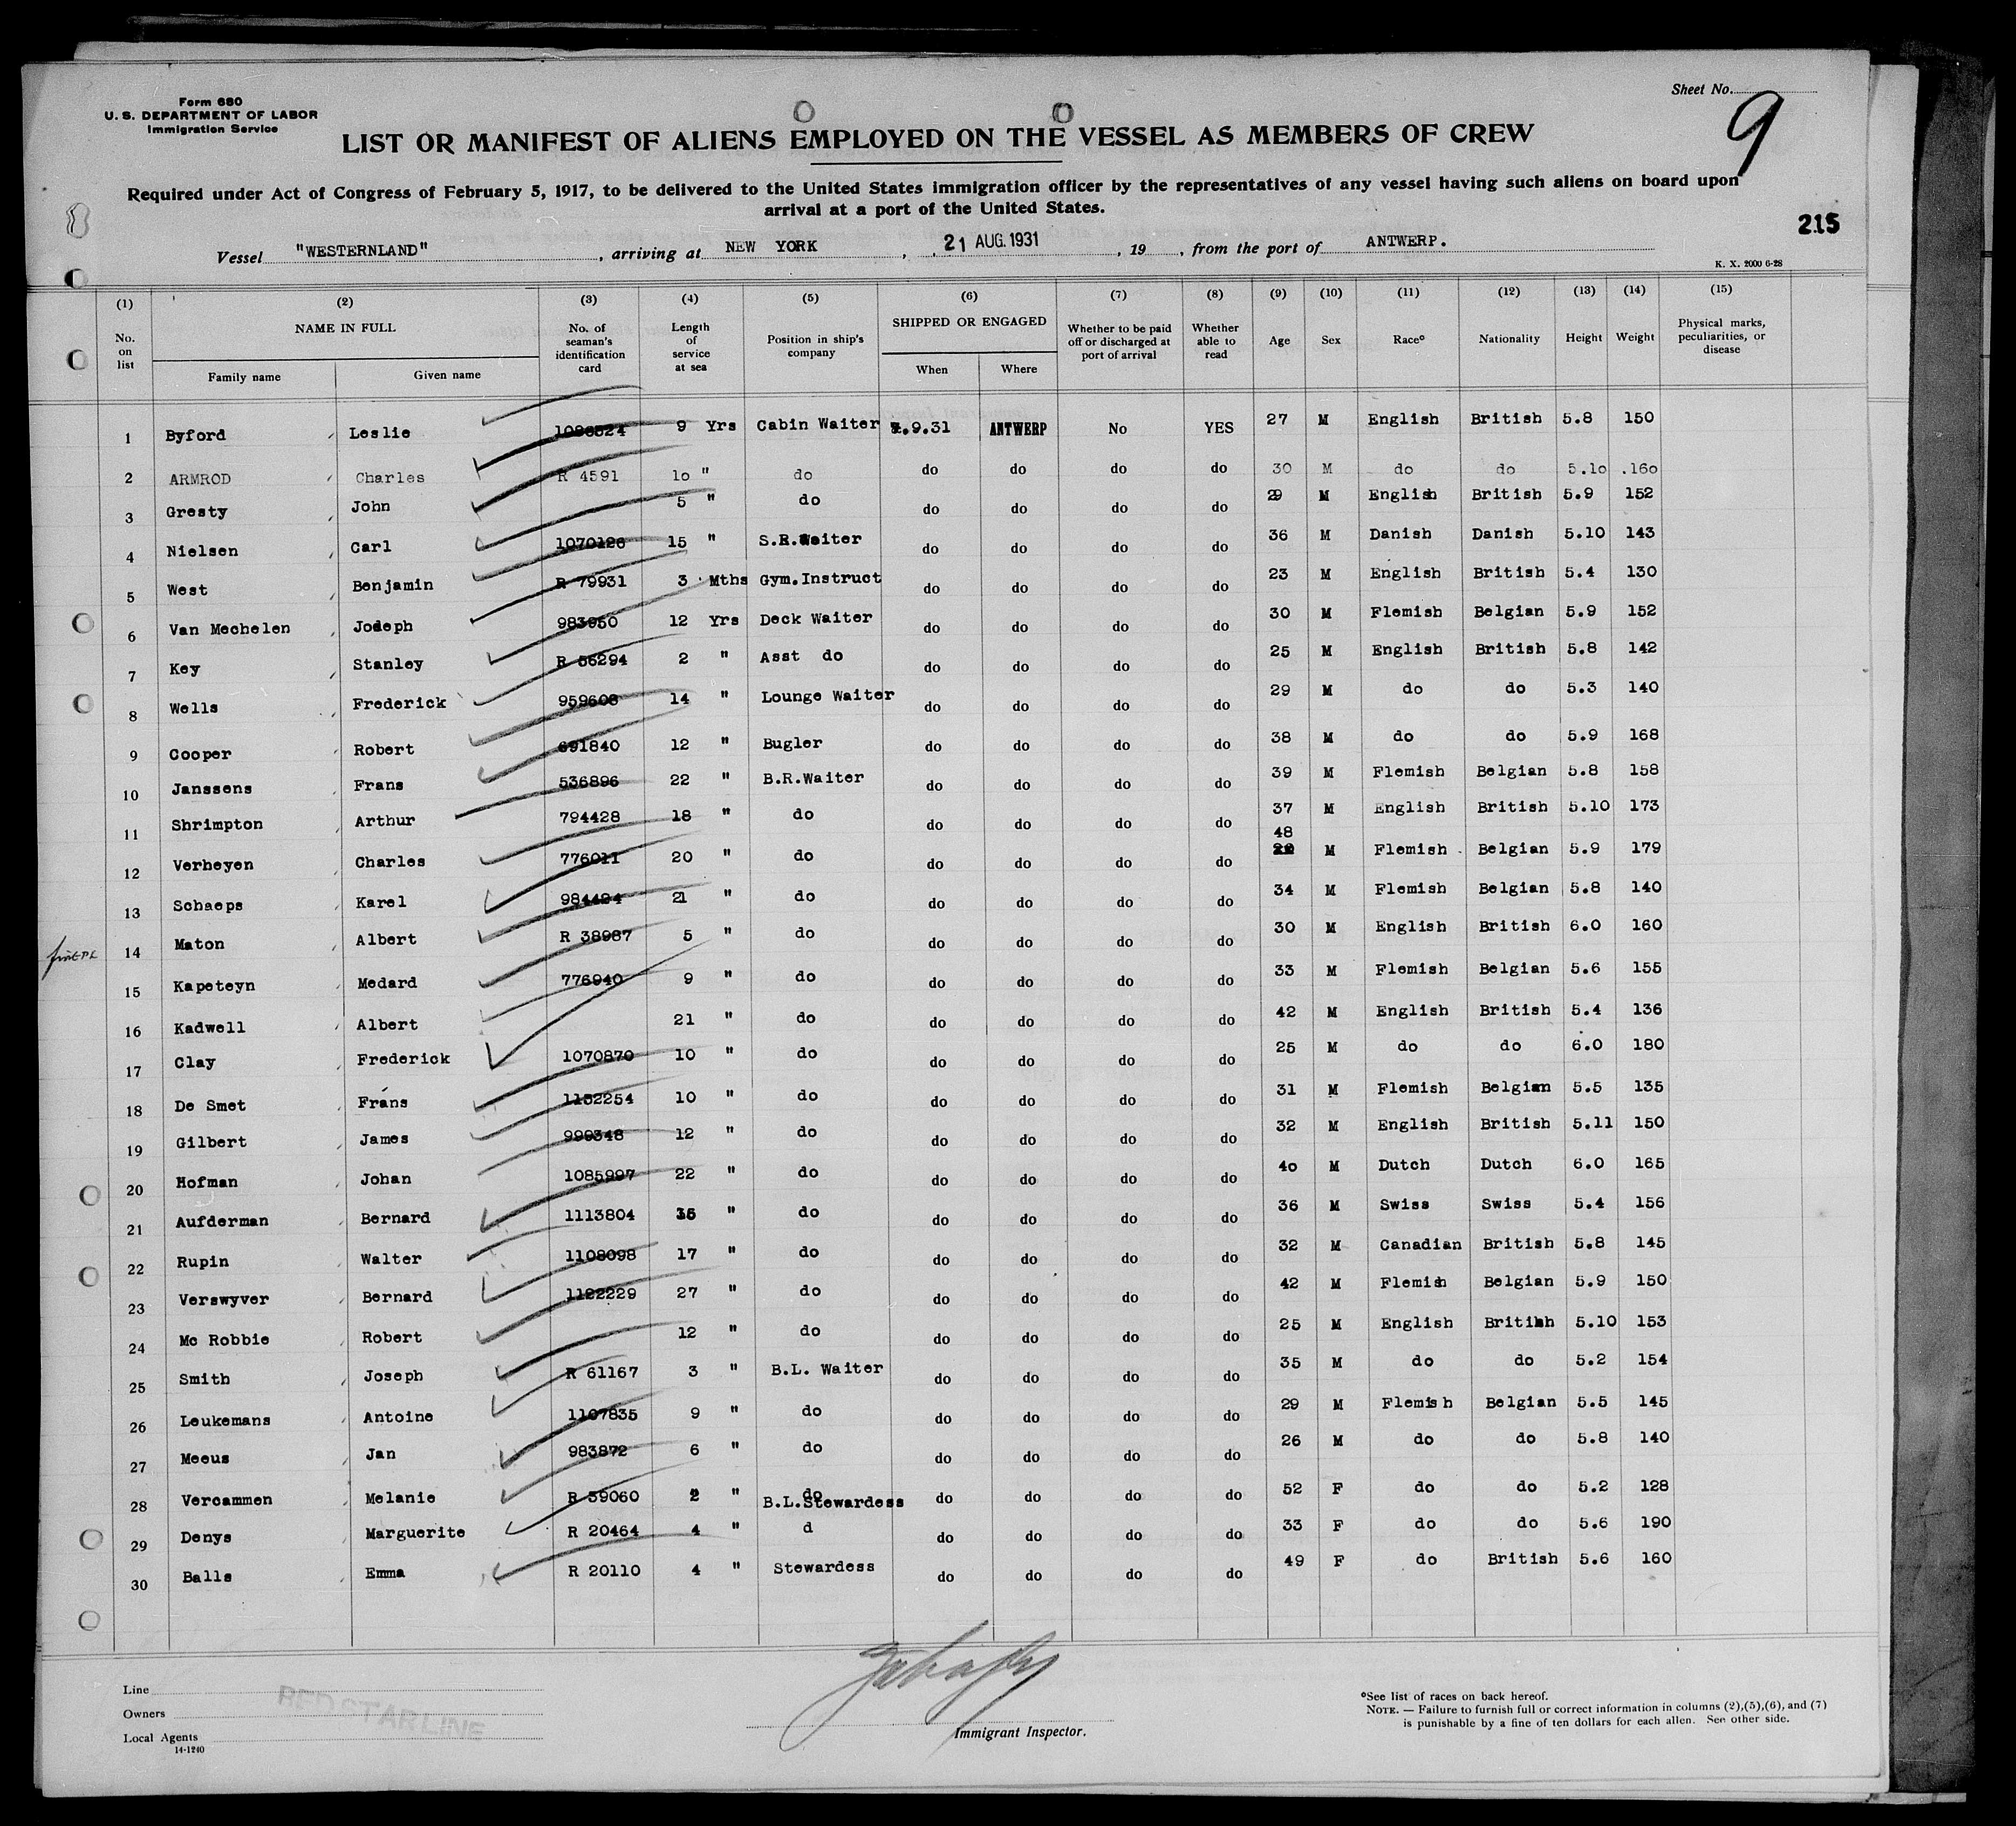 Form 680
U. S. DEPARTMENT OF LABOR
Immigration Service
Sheet No. 9
LIST OR MANIFEST OF ALIENS EMPLOYED ON THE VESSEL AS MEMBERS OF CREW
Required under Act of Congress of February 5, 1917, to be delivered to the United States immigration officer by the representatives of any vessel having such aliens on board upon
arrival at a port of the United States.
215
Vessel "WESTERNLAND", arriving at NEW YORK, 21 AUG. 1931, 19 , from the port of ANTWERP.
K. X. 2000 6-28
(1) (2) (3) (4) (5) (6) (7) (8) (9) (10) (11) (12) (13) (14) (15)
No. on list NAME IN FULL Family name Given name No. of seaman's identification card Length of service at sea Position in ship's company SHIPPED OR ENGAGED When Where Whether to be paid off or discharged at port of arrival Whether able to read Age Sex Race° Nationality Height Weight Physical marks, peculiarities, or disease
1 Byford Leslie 1086524 9 Yrs Cabin Waiter .9.31 ANTWERP No YES 27 M English British 5.8 150
2 ARMROD Charles R 4591 10 " do do do do do 30 M do do 5.10 .160
3 Gresty John 5 " do do do do do 29 M English British 5.9 152
4 Nielsen Carl 1070126 15 " S.R.Waiter do do do do 36 M Danish Danish 5.10 143
5 West Benjamin R 79931 3 Mths Gym.Instruct do do do do 23 M English British 5.4 130
6 Van Mechelen Jodeph 983950 12 Yrs Deck Waiter do do do do 30 M Flemish Belgian 5.9 152
7 Key Stanley R 56294 2 " Asst do do do do do 25 M English British 5.8 142
8 Wells Frederick 959608 14 " Lounge Waiter do do do do 29 M do do 5.3 140
9 Cooper Robert 691840 12 " Bugler do do do do 38 M do do 5.9 168
10 Janssens Frans 536896 22 " B.R.Waiter do do do do 39 M Flemish Belgian 5.8 158
11 Shrimpton Arthur 794428 18 " do do do do do 37 M English British 5.10 173
12 Verheyen Charles 776011 20 " do do do do do 48 M Flemish Belgian 5.9 179
13 Schaeps Karel 984424 21 " do do do do do 34 M Flemish Belgian 5.8 140
14 Maton Albert R 38987 5 " do do do do do 30 M English British 6.0 160
15 Kapeteyn Medard 776940 9 " do do do do do 33 M Flemish Belgian 5.6 155
16 Kadwell Albert 21 " do do do do do 42 M English British 5.4 136
17 Clay Frederick 1070870 10 " do do do do do 25 M do do 6.0 180
18 De Smet Frans 1132254 10 " do do do do do 31 M Flemish Belgian 5.5 135
19 Gilbert James 999348 12 " do do do do do 32 M English British 5.11 150
20 Hofman Johan 1085997 22 " do do do do do 40 M Dutch Dutch 6.0 165
21 Aufderman Bernard 1113804 " do do do do do 36 M Swiss Swiss 5.4 156
22 Rupin Walter 1108098 17 " do do do do do 32 M Canadian British 5.8 145
23 Verswyver Bernard 1122229 27 " do do do do do 42 M Flemish Belgian 5.9 150
24 Mc Robbie Robert 12 " do do do do do 25 M English British 5.10 153
25 Smith Joseph R 61167 3 " B.L. Waiter do do do do 35 M do do 5.2 154
26 Leukemans Antoine 1107835 9 " do do do do do 29 M Flemish Belgian 5.5 145
27 Meeus Jan 983872 6 " do do do do do 26 M do do 5.8 140
28 Vercammen Melanie R 39060 2 " do B.L.Stewardess do do do do 52 F do do 5.2 128
29 Denys Marguerite R 20464 4 " d do do do do 33 F do do 5.6 190
30 Balls Emma R 20110 4 " Stewardess do do do do 49 F do British 5.6 160
Line
RED STAR LINE
Owners
Local Agents
14-1240
Immigrant Inspector.
°See list of races on back hereof.
NOTE. — Failure to furnish full or correct information in columns (2),(5),(6), and (7)
is punishable by a fine of ten dollars for each alien. See other side.